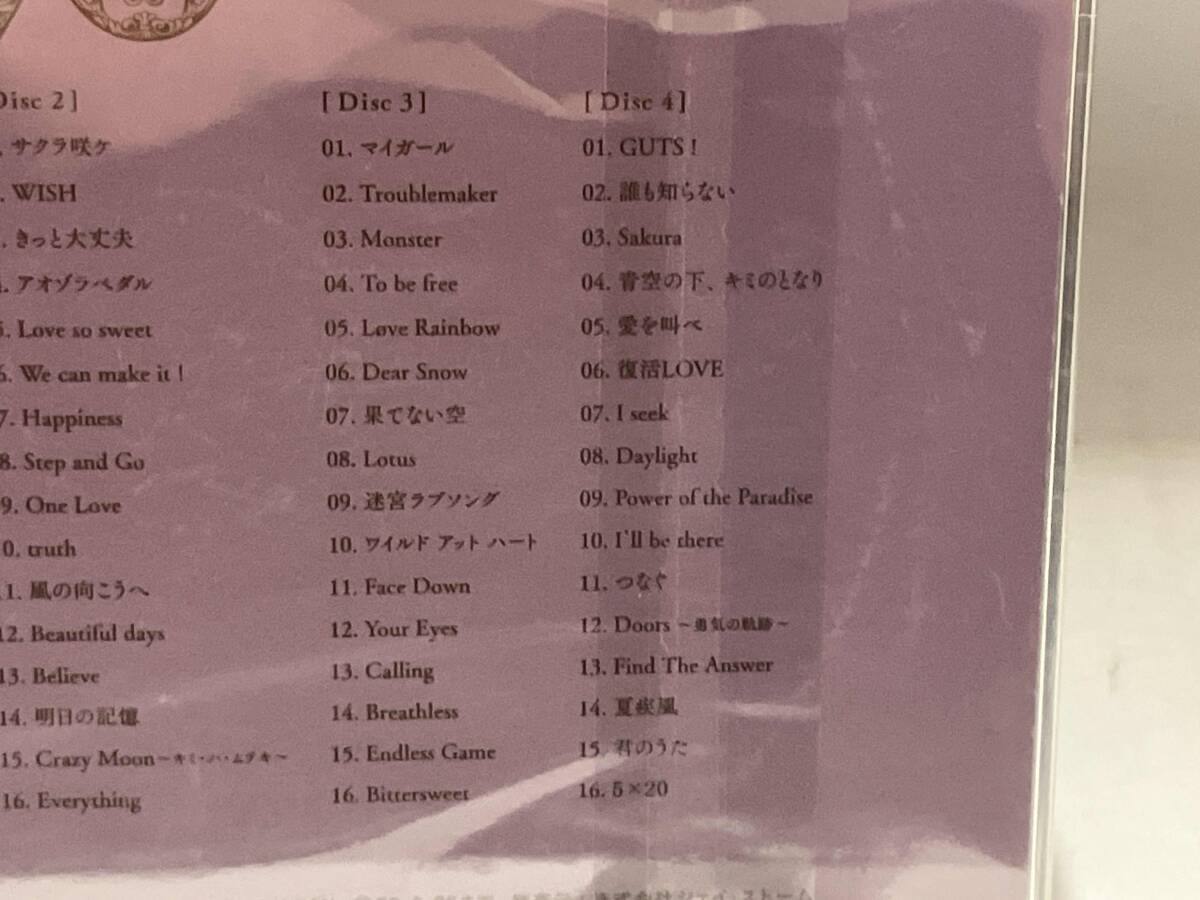 Disc 2]
サクラ咲ケ
. WISH
. きっと大丈夫
. アオゾラペダル
. Love so sweet
. We can make it !
7. Happiness
8. Step and Go
9. One Love
0. truth
1. 風の向こうへ
12. Beautiful days
13. Believe
14. 明日の記憶
15. Crazy Moon~キミ・ハ・ムテキ~
16. Everything
[ Disc 3 ]
01. マイガール
02. Troublemaker
03. Monster
04. To be free
05. Løve Rainbow
06. Dear Snow
07. 果てない空
08. Lotus
09. 迷宮ラブソング
10. ワイルド アット ハート
11. Face Down
12. Your Eyes
13. Calling
14. Breathless
15. Endless Game
16. Bittersweet
[ Disc 4 ]
01. GUTS !
02. 誰も知らない
03. Sakura
04. 青空の下、キミのとなり
05. 愛を叫べ
06. 復活LOVE
07. I seek
08. Daylight
09. Power of the Paradise
10. I'll be there
11. つなぐ
12. Doors ~勇気の軌跡~
13. Find The Answer
14. 夏疾風
15. 君のうた
16. 5×20